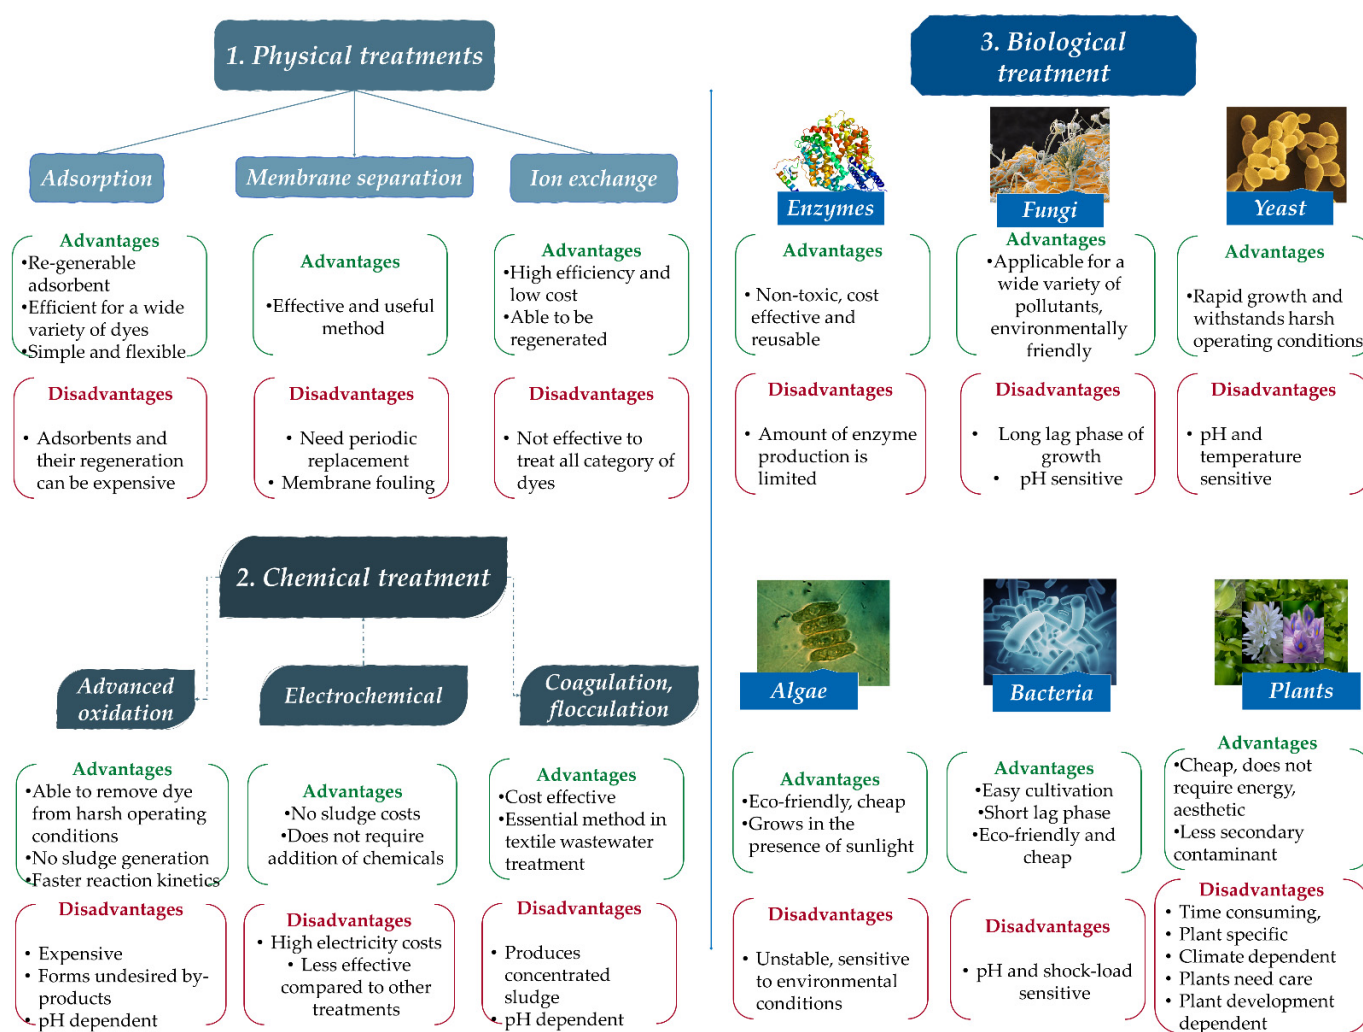 1. Physical treatments
Adsorption
Membrane separation
Ion exchange
Advantages
•Re-generable
adsorbent
•Efficient for a wide
variety of dyes
•Simple and flexible
Advantages
•Effective and useful
method
Advantages
•High efficiency and
low cost
•Able to be
regenerated
Disadvantages
• Adsorbents and
their regeneration
can be expensive
Disadvantages
• Need periodic
replacement
• Membrane fouling
Disadvantages
• Not effective to
treat all category of
dyes
2. Chemical treatment
Advanced
oxidation
Electrochemical
Coagulation,
flocculation
Advantages
•Able to remove dye
from harsh operating
conditions
•No sludge generation
•Faster reaction kinetics
Advantages
•No sludge costs
•Does not require
addition of chemicals
Advantages
•Cost effective
•Essential method in
textile wastewater
treatment
Disadvantages
• Expensive
• Forms undesired by-
products
• pH dependent
Disadvantages
• High electricity costs
• Less effective
compared to other
treatments
Disadvantages
• Produces
concentrated
sludge
• pH dependent
3. Biological
treatment
Enzymes
Fungi
Yeast
Advantages
• Non-toxic, cost
effective and
reusable
Advantages
•Applicable for a
wide variety of
pollutants,
environmentally
friendly
Advantages
•Rapid growth and
withstands harsh
operating conditions
Disadvantages
• Amount of enzyme
production is
limited
Disadvantages
• Long lag phase of
growth
• pH sensitive
Disadvantages
• pH and
temperature
sensitive
Algae
Bacteria
Plants
Advantages
•Eco-friendly, cheap
•Grows in the
presence of sunlight
Advantages
•Easy cultivation
•Short lag phase
•Eco-friendly and
cheap
Advantages
•Cheap, does not
require energy,
aesthetic
•Less secondary
contaminant
Disadvantages
• Unstable, sensitive
to environmental
conditions
Disadvantages
• pH and shock-load
sensitive
Disadvantages
• Time consuming,
• Plant specific
• Climate dependent
• Plants need care
• Plant development
dependent